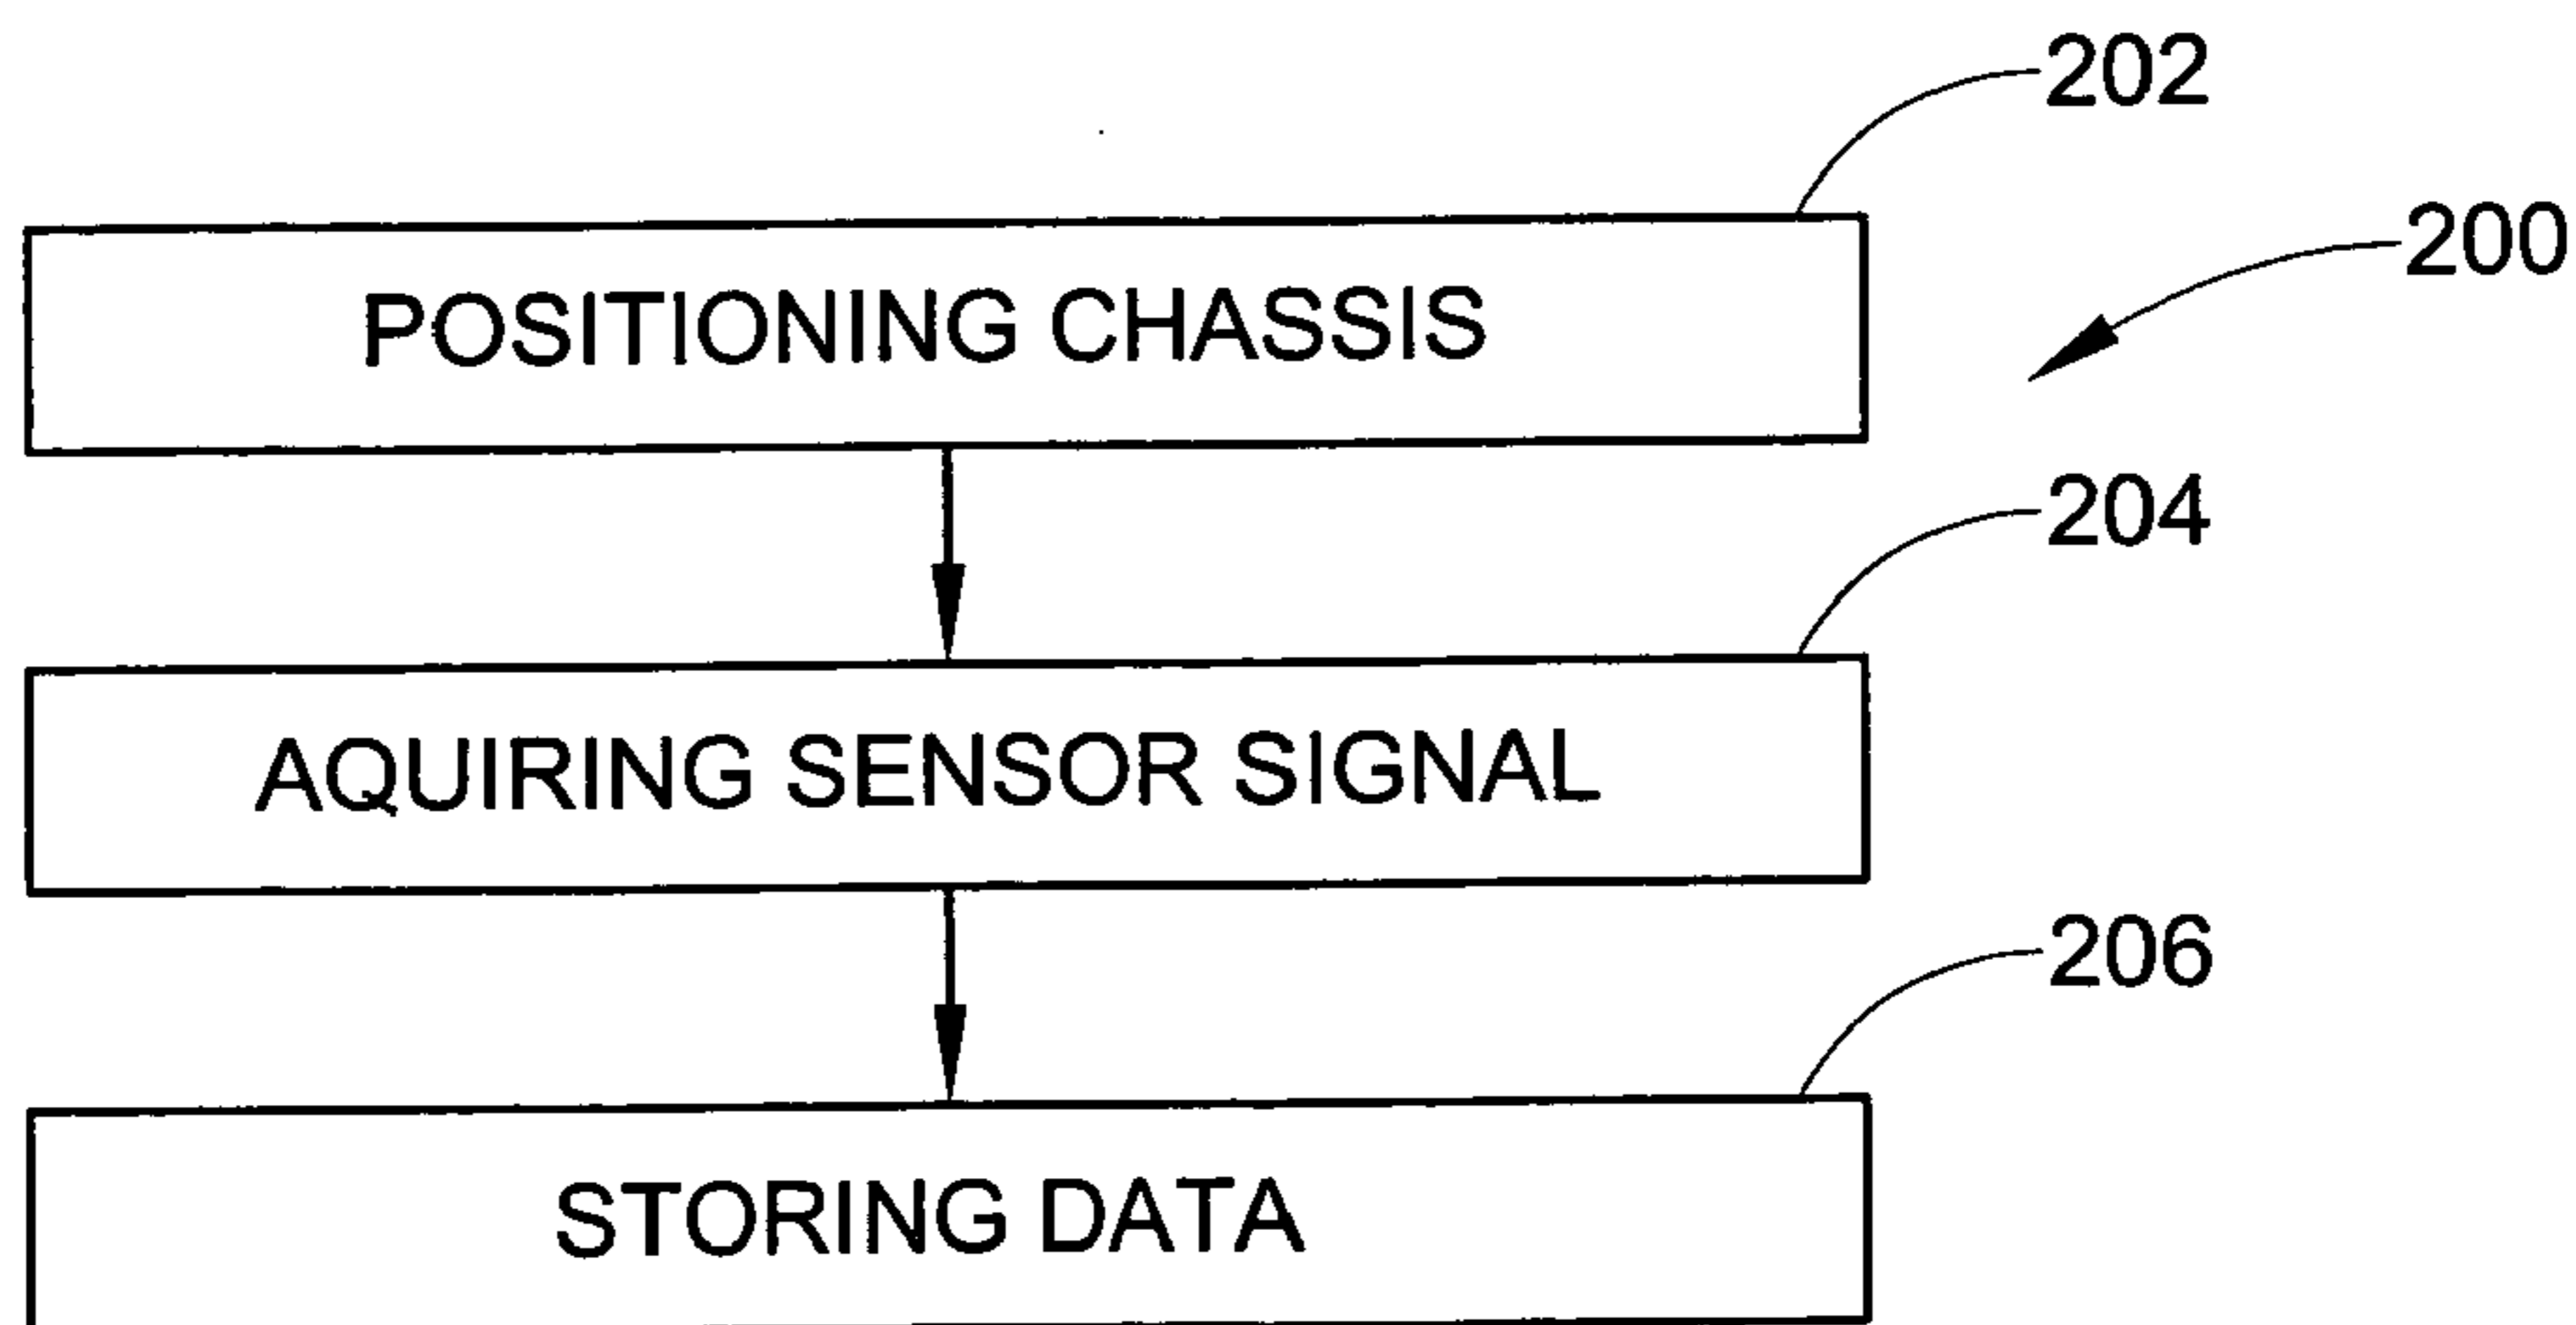 202
200
POSITIONING CHASSIS
204
AQUIRING SENSOR SIGNAL
206
STORING DATA